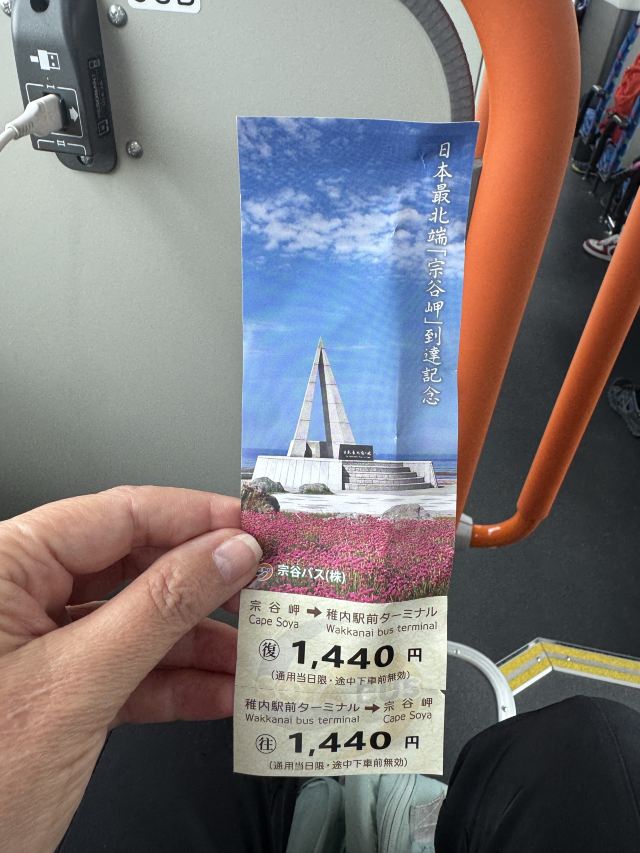 日本最北端「宗谷岬」到達記念
宗谷バス(株)
宗谷岬 ➡ 稚内駅前ターミナル
Cape Soya Wakkanai bus terminal
復 1,440 円
(通用当日限・途中下車前無効)
稚内駅前ターミナル ➡ 宗谷岬
Wakkanai bus terminal Cape Soya
往 1,440 円
(通用当日限・途中下車前無効)